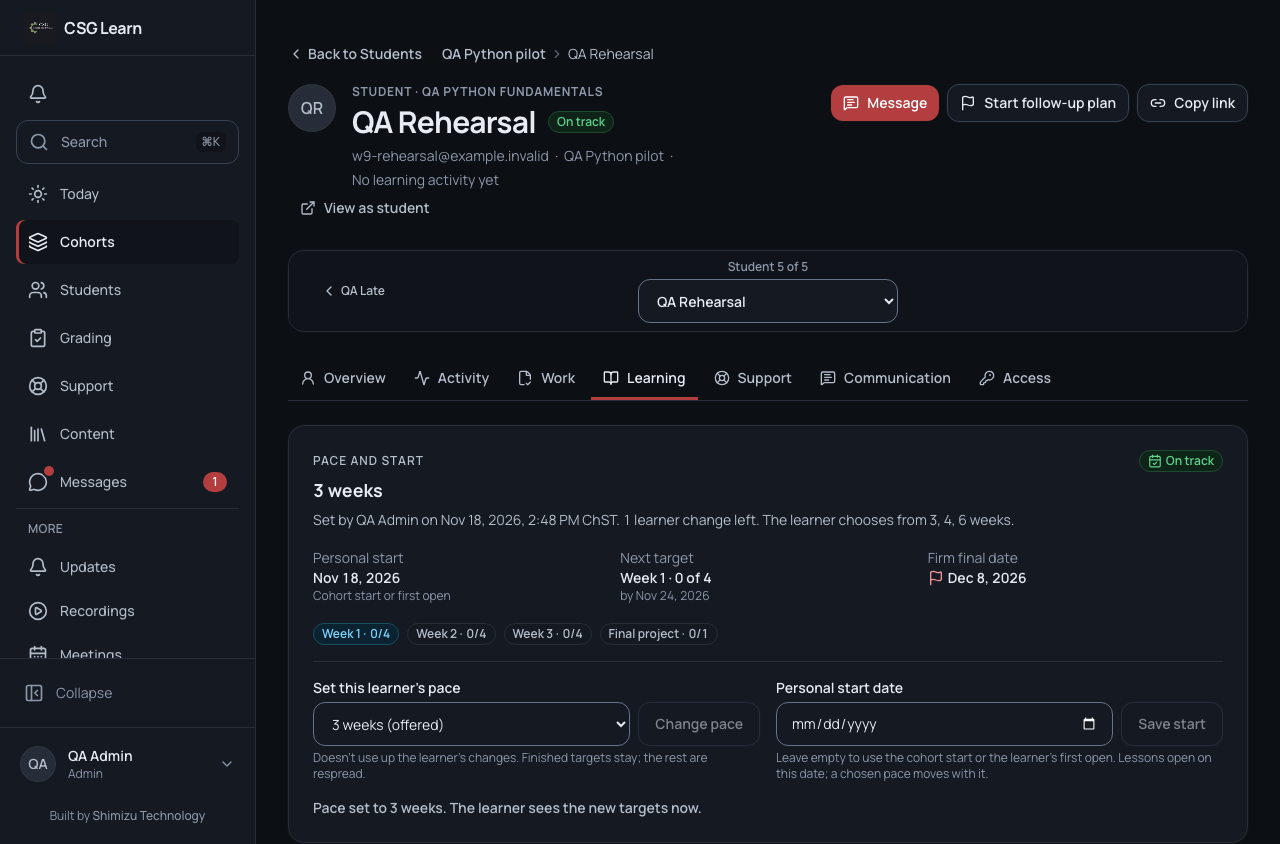 CSG Learn
Search ⌘K
Today
Cohorts
Students
Grading
Support
Content
Messages 1
MORE
Updates
Recordings
Meetings
Collapse
QA QA Admin
Admin
Built by Shimizu Technology
Back to Students QA Python pilot QA Rehearsal
QR
STUDENT · QA PYTHON FUNDAMENTALS
QA Rehearsal On track
w9-rehearsal@example.invalid · QA Python pilot ·
No learning activity yet
View as student
Message Start follow-up plan Copy link
Student 5 of 5
QA Late QA Rehearsal
Overview Activity Work Learning Support Communication Access
PACE AND START On track
3 weeks
Set by QA Admin on Nov 18, 2026, 2:48 PM ChST. 1 learner change left. The learner chooses from 3, 4, 6 weeks.
Personal start Next target Firm final date
Nov 18, 2026 Week 1 · 0 of 4 Dec 8, 2026
Cohort start or first open by Nov 24, 2026
Week 1 · 0/4 Week 2 · 0/4 Week 3 · 0/4 Final project · 0/1
Set this learner's pace Personal start date
3 weeks (offered) Change pace mm/dd/yyyy Save start
Doesn't use up the learner's changes. Finished targets stay; the rest are
respread.
Leave empty to use the cohort start or the learner's first open. Lessons open on
this date; a chosen pace moves with it.
Pace set to 3 weeks. The learner sees the new targets now.